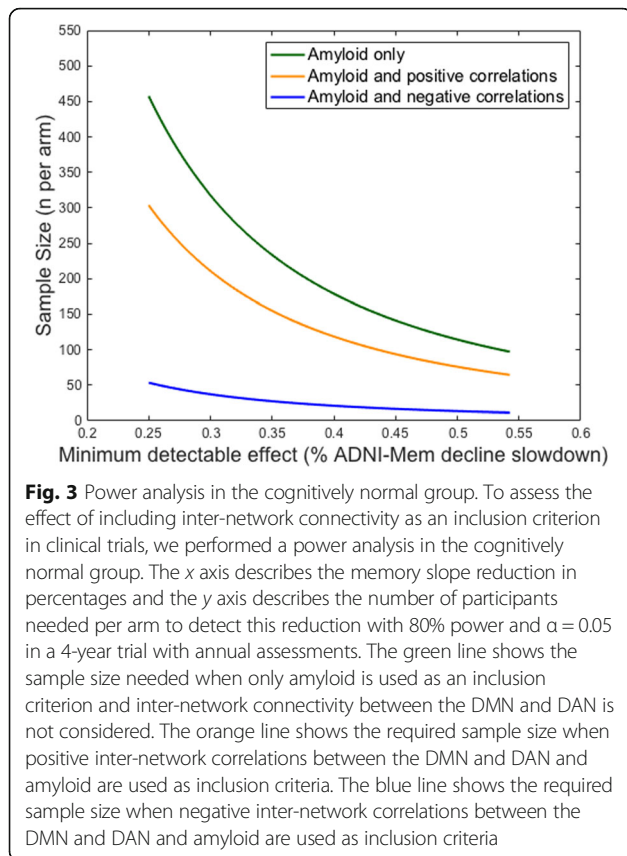 550
500
450
400
350
300
250
200
150
100
50
0
Sample Size (n per arm)
Amyloid only
Amyloid and positive correlations
Amyloid and negative correlations
0.2 0.25 0.3 0.35 0.4 0.45 0.5 0.55 0.6
Minimum detectable effect (% ADNI-Mem decline slowdown)
Fig. 3 Power analysis in the cognitively normal group. To assess the
effect of including inter-network connectivity as an inclusion criterion
in clinical trials, we performed a power analysis in the cognitively
normal group. The x axis describes the memory slope reduction in
percentages and the y axis describes the number of participants
needed per arm to detect this reduction with 80% power and α = 0.05
in a 4-year trial with annual assessments. The green line shows the
sample size needed when only amyloid is used as an inclusion
criterion and inter-network connectivity between the DMN and DAN is
not considered. The orange line shows the required sample size when
positive inter-network correlations between the DMN and DAN and
amyloid are used as inclusion criteria. The blue line shows the required
sample size when negative inter-network correlations between the
DMN and DAN and amyloid are used as inclusion criteria